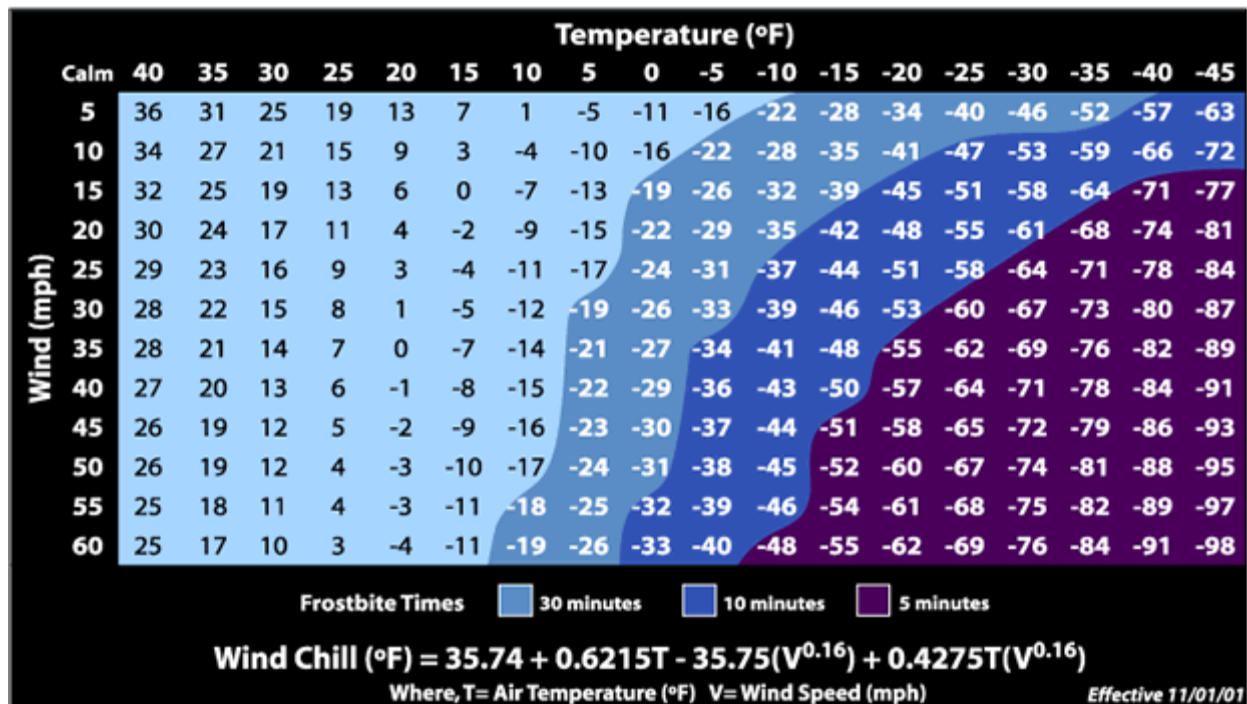 Temperature (ºF)
Calm 40 35 30 25 20 15 10 5 0 -5 -10 -15 -20 -25 -30 -35 -40 -45
5 36 31 25 19 13 7 1 -5 -11 -16 -22 -28 -34 -40 -46 -52 -57 -63
10 34 27 21 15 9 3 -4 -10 -16 -22 -28 -35 -41 -47 -53 -59 -66 -72
15 32 25 19 13 6 0 -7 -13 -19 -26 -32 -39 -45 -51 -58 -64 -71 -77
20 30 24 17 11 4 -2 -9 -15 -22 -29 -35 -42 -48 -55 -61 -68 -74 -81
25 29 23 16 9 3 -4 -11 -17 -24 -31 -37 -44 -51 -58 -64 -71 -78 -84
30 28 22 15 8 1 -5 -12 -19 -26 -33 -39 -46 -53 -60 -67 -73 -80 -87
35 28 21 14 7 0 -7 -14 -21 -27 -34 -41 -48 -55 -62 -69 -76 -82 -89
40 27 20 13 6 -1 -8 -15 -22 -29 -36 -43 -50 -57 -64 -71 -78 -84 -91
45 26 19 12 5 -2 -9 -16 -23 -30 -37 -44 -51 -58 -65 -72 -79 -86 -93
50 26 19 12 4 -3 -10 -17 -24 -31 -38 -45 -52 -60 -67 -74 -81 -88 -95
55 25 18 11 4 -3 -11 -18 -25 -32 -39 -46 -54 -61 -68 -75 -82 -89 -97
60 25 17 10 3 -4 -11 -19 -26 -33 -40 -48 -55 -62 -69 -76 -84 -91 -98
Wind (mph)
Frostbite Times 30 minutes 10 minutes 5 minutes
Wind Chill (ºF) = 35.74 + 0.6215T - 35.75(V^0.16) + 0.4275T(V^0.16)
Where, T= Air Temperature (ºF) V= Wind Speed (mph) Effective 11/01/01